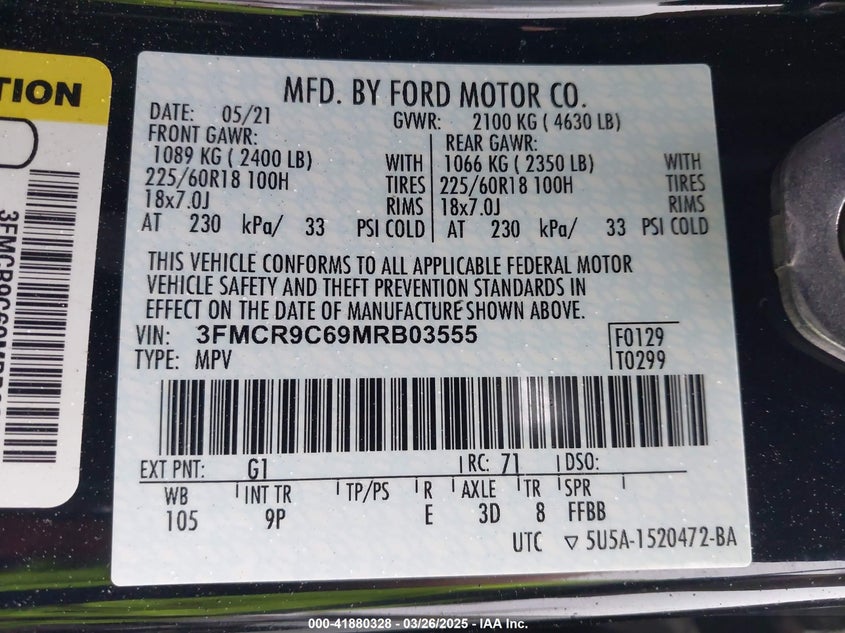 TION
MFD. BY FORD MOTOR CO.
DATE: 05/21 GVWR: 2100 KG ( 4630 LB)
FRONT GAWR: REAR GAWR:
1089 KG ( 2400 LB) WITH 1066 KG ( 2350 LB) WITH
225/60R18 100H TIRES 225/60R18 100H TIRES
18x7.0J RIMS 18x7.0J RIMS
AT 230 kPa/ 33 PSI COLD AT 230 kPa/ 33 PSI COLD
THIS VEHICLE CONFORMS TO ALL APPLICABLE FEDERAL MOTOR
VEHICLE SAFETY AND THEFT PREVENTION STANDARDS IN
EFFECT ON THE DATE OF MANUFACTURE SHOWN ABOVE.
VIN: 3FMCR9C69MRB03555 F0129
TYPE: MPV T0299
EXT PNT: G1 RC: 71 DSO:
WB INT TR TP/PS R AXLE TR SPR
105 9P E 3D 8 FFBB
UTC ▽ 5U5A-1520472-BA
000-41880328 - 03/26/2025 - IAA Inc.